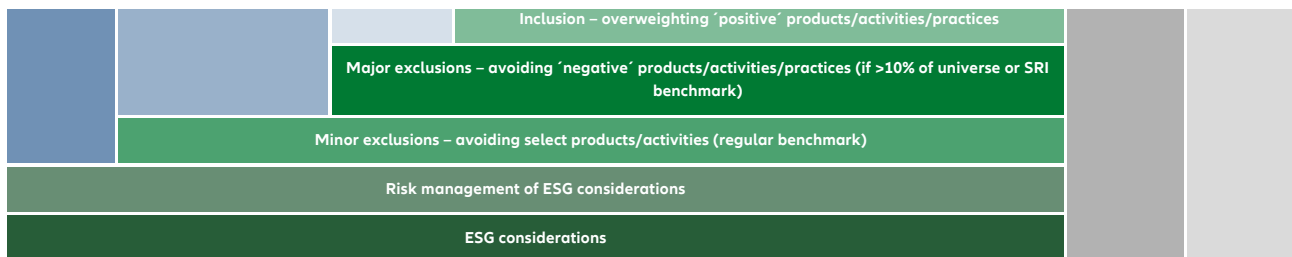 Inclusion – overweighting ´positive´ products/activities/practices
Major exclusions – avoiding ´negative´ products/activities/practices (if >10% of universe or SRI
benchmark)
Minor exclusions – avoiding select products/activities (regular benchmark)
Risk management of ESG considerations
ESG considerations